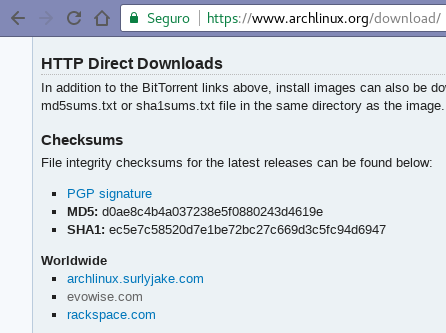 Seguro https://www.archlinux.org/download/
HTTP Direct Downloads
In addition to the BitTorrent links above, install images can also be do
md5sums.txt or sha1sums.txt file in the same directory as the image.
Checksums
File integrity checksums for the latest releases can be found below:
PGP signature
MD5: d0ae8c4b4a037238e5f0880243d4619e
SHA1: ec5e7c58520d7e1be72bc27c669d3c5fc94d6947
Worldwide
archlinux.surlyjake.com
evowise.com
rackspace.com